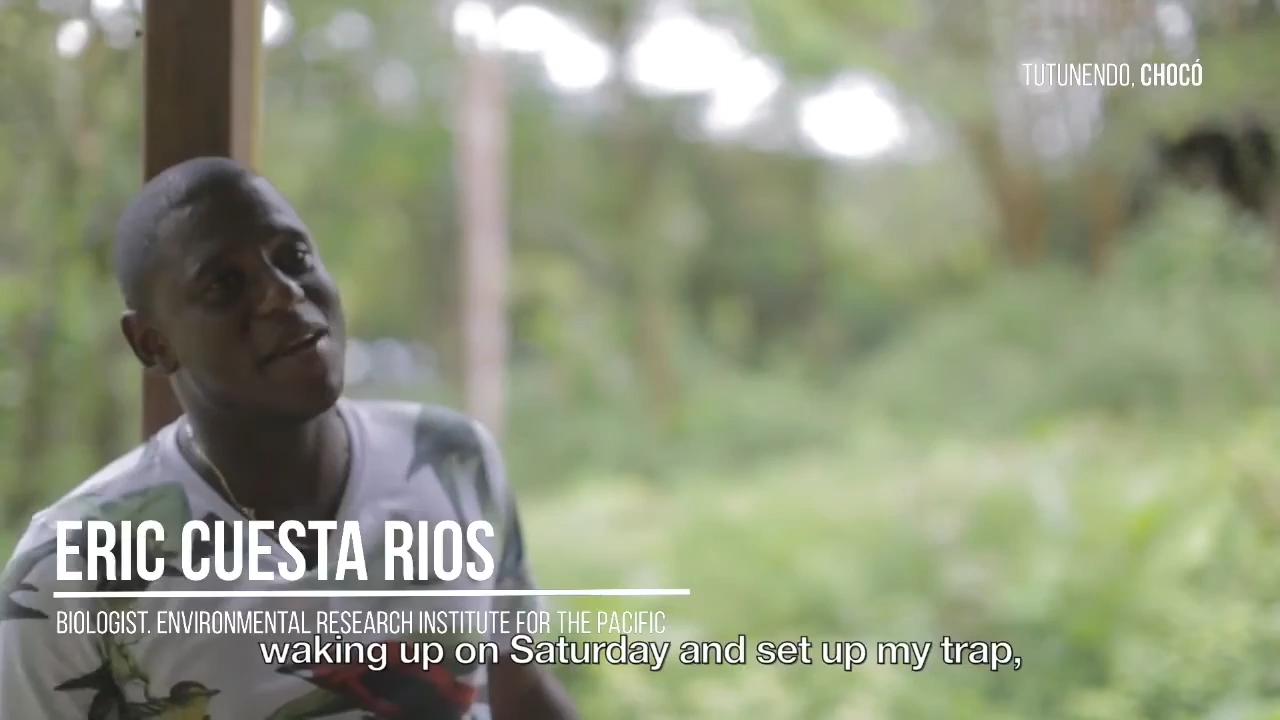 TUTUNENDO, CHOCÓ
ERIC CUESTA RIOS
BIOLOGIST. ENVIRONMENTAL RESEARCH INSTITUTE FOR THE PACIFIC
waking up on Saturday and set up my trap,